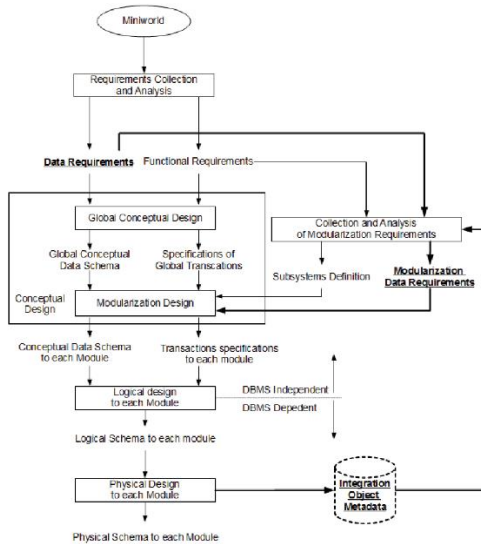 Miniworld
Requirements Collection
and Analysis
Data Requirements
Functional Requirements
Global Conceptual Design
Collection and Analysis
of Modularization Requirements
Global Conceptual
Data Schema
Specifications of
Global Transcations
Subsystems Definition
Modularization
Data Requirements
Conceptual
Design
Modularization Design
Conceptual Data Schema
to each Module
Transactions specifications
to each module
Logical design
to each Module
DBMS Independent
DBMS Depedent
Logical Schema to each module
Physical Design
to each Module
Integration
Object
Metadata
Physical Schema to each Module